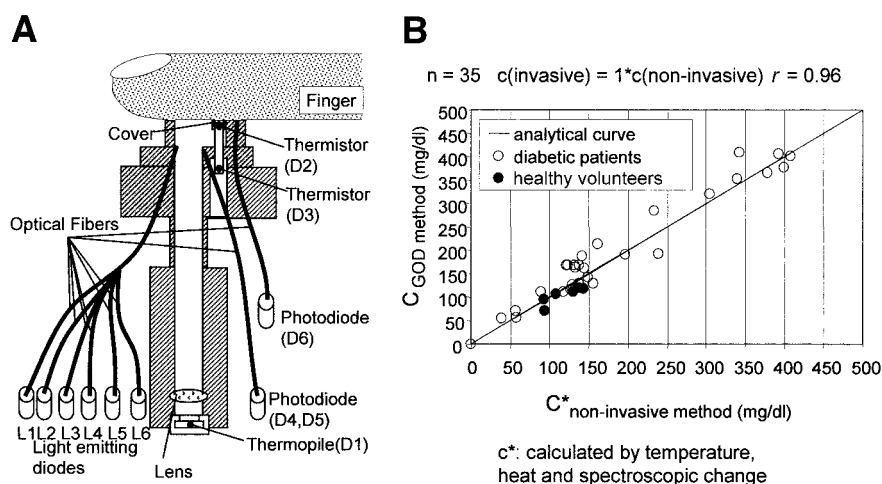 A
Finger
Cover
Thermistor
(D2)
Thermistor
(D3)
Optical Fibers
Photodiode
(D6)
Photodiode
(D4,D5)
Thermopile(D1)
L1 L2 L3 L4 L5 L6
Light emitting
diodes
Lens
B
n = 35 c(invasive) = 1*c(non-invasive) r = 0.96
500
450
400
350
300
250
200
150
100
50
0
C GOD method (mg/dl)
analytical curve
diabetic patients
healthy volunteers
0 50 100 150 200 250 300 350 400 450 500
C* non-invasive method (mg/dl)
c*: calculated by temperature,
heat and spectroscopic change